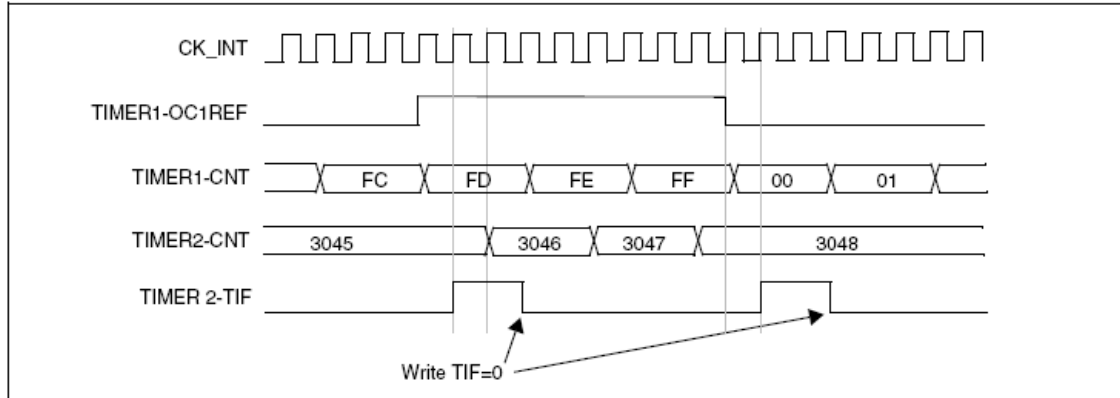 CK_INT
TIMER1-OC1REF
TIMER1-CNT FC FD FE FF 00 01
TIMER2-CNT 3045 3046 3047 3048
TIMER 2-TIF
Write TIF=0